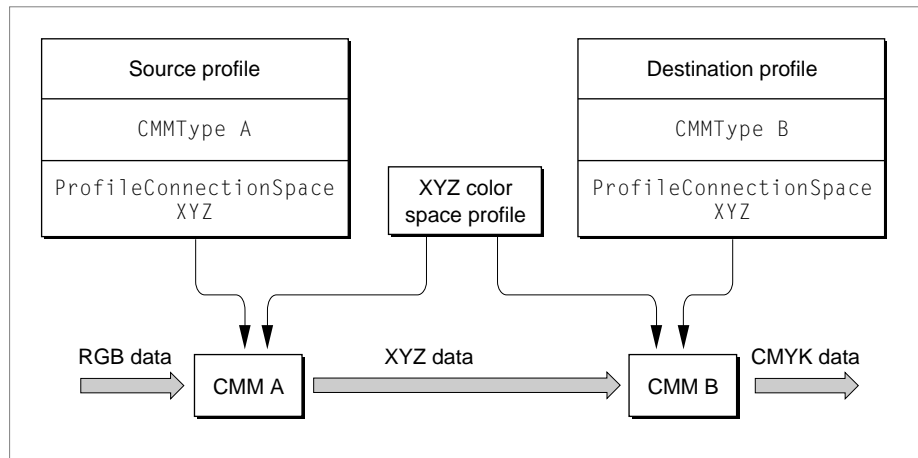 Source profile
CMMType A
ProfileConnectionSpace
XYZ
Destination profile
CMMType B
ProfileConnectionSpace
XYZ
XYZ color
space profile
RGB data
CMM A
XYZ data
CMM B
CMYK data